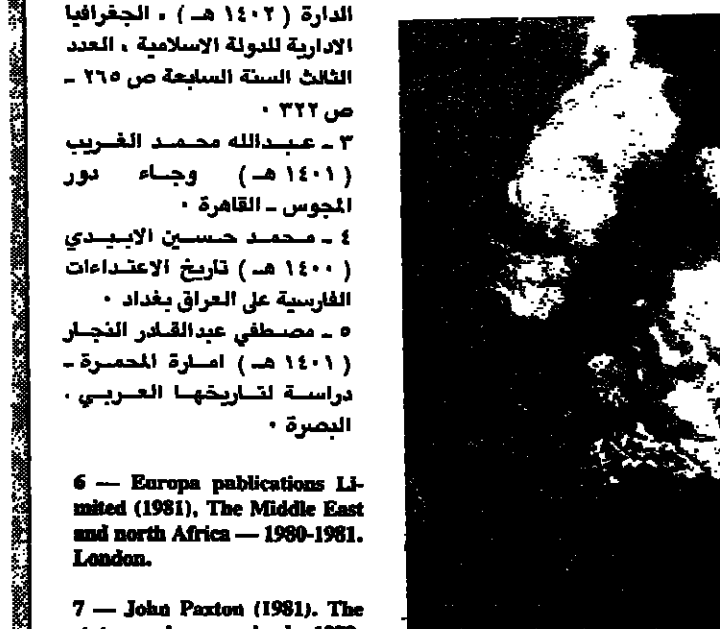 الدارة ( ١٤٠٢ هـ ) ، الجغرافيا
الادارية للدولة الاسلامية ، العدد
الثالث السنة السابعة ص ٢٦٥ ـ
ص ٣٢٢ ٠
٣ ـ عبدالله محمد الغريب
( ١٤٠١ هـ ) وجاء دور
المجوس ـ القاهرة ٠
٤ ـ محمد حسين الابيدي
( ١٤٠٠ هـ ) تاريخ الاعتداءات
الفارسية على العراق بغداد ٠
٥ ـ مصطفي عبدالقادر النجار
( ١٤٠١ هـ ) امارة المحمرة ـ
دراسة لتاريخها العربي ،
البصرة ٠
6 — Europa publications Li-
mited (1981), The Middle East
and north Africa — 1980-1981.
London.
7 — John Paxton (1981). The